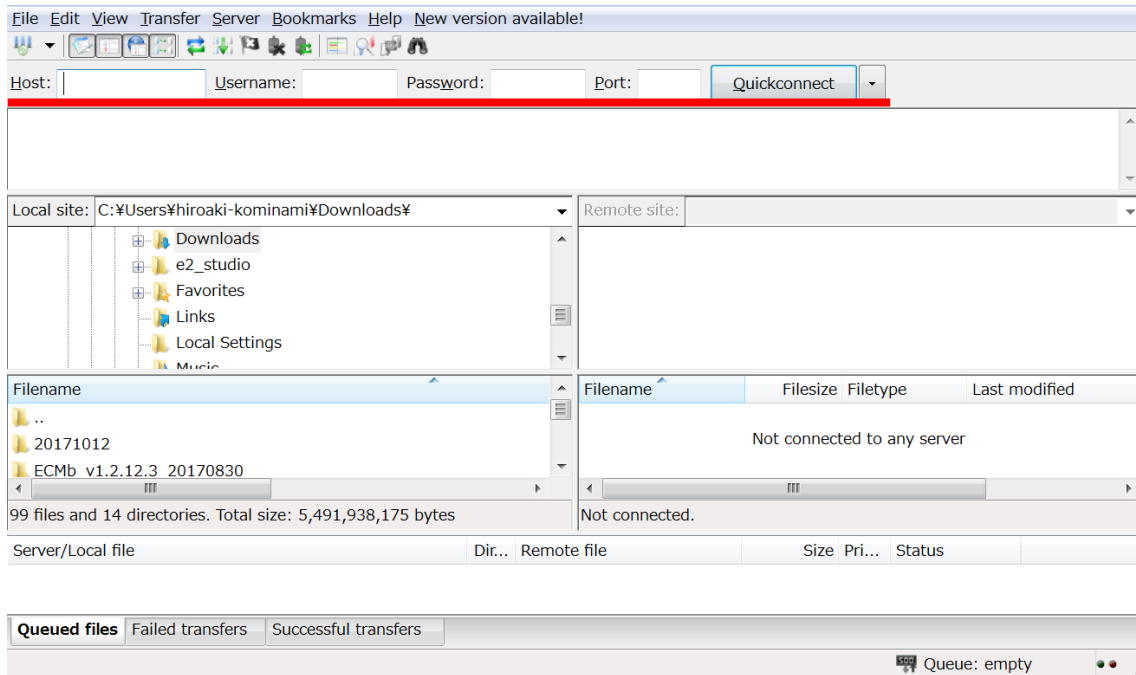 File Edit View Transfer Server Bookmarks Help New version available!
Host: Username: Password: Port: Quickconnect
Local site: C:¥Users¥hiroaki-kominami¥Downloads¥
Remote site:
Downloads
e2_studio
Favorites
Links
Local Settings
Music
Filename
..
20171012
ECMb_v1.2.12.3_20170830
99 files and 14 directories. Total size: 5,491,938,175 bytes
Filename Filesize Filetype Last modified
Not connected to any server
Not connected.
Server/Local file Dir... Remote file Size Pri... Status
Queued files Failed transfers Successful transfers
Queue: empty